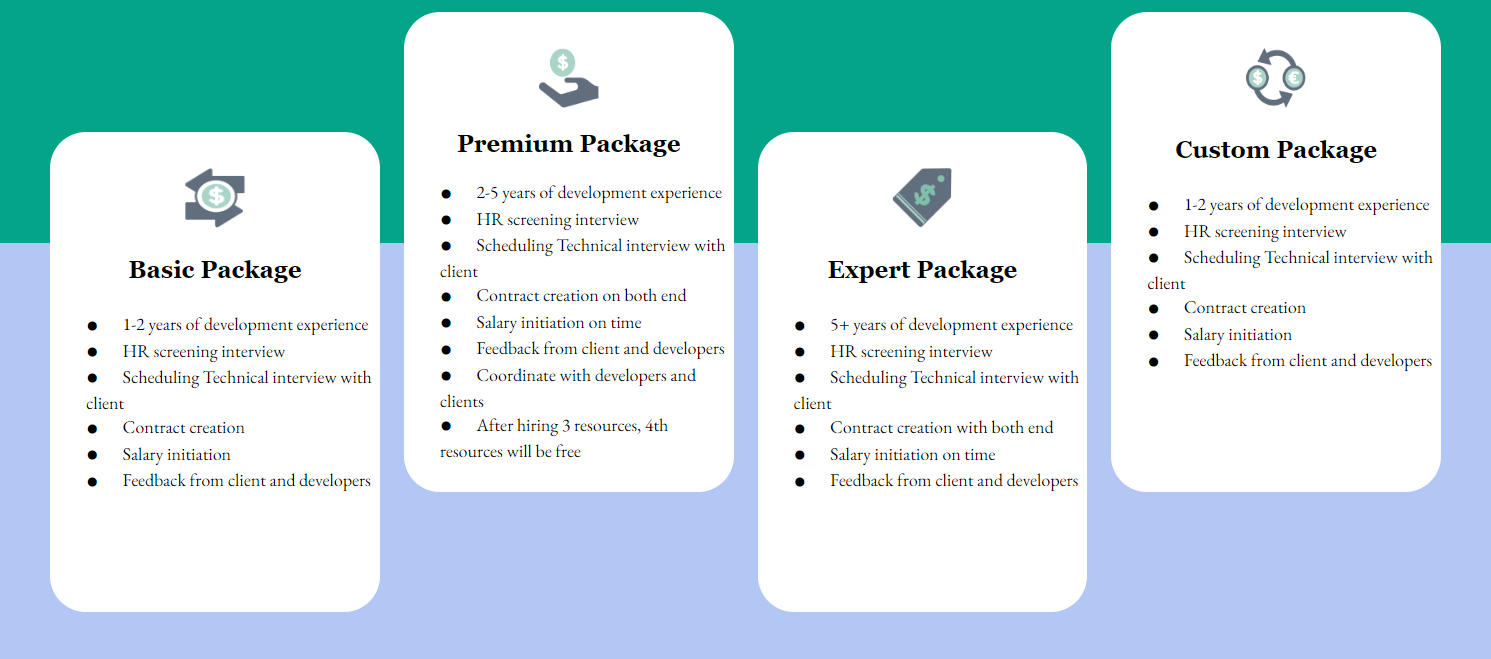 Basic Package
● 1-2 years of development experience
● HR screening interview
● Scheduling Technical interview with
client
● Contract creation
● Salary initiation
● Feedback from client and developers
Premium Package
● 2-5 years of development experience
● HR screening interview
● Scheduling Technical interview with
client
● Contract creation on both end
● Salary initiation on time
● Feedback from client and developers
● Coordinate with developers and
clients
● After hiring 3 resources, 4th
resources will be free
Expert Package
● 5+ years of development experience
● HR screening interview
● Scheduling Technical interview with
client
● Contract creation with both end
● Salary initiation on time
● Feedback from client and developers
Custom Package
● 1-2 years of development experience
● HR screening interview
● Scheduling Technical interview with
client
● Contract creation
● Salary initiation
● Feedback from client and developers